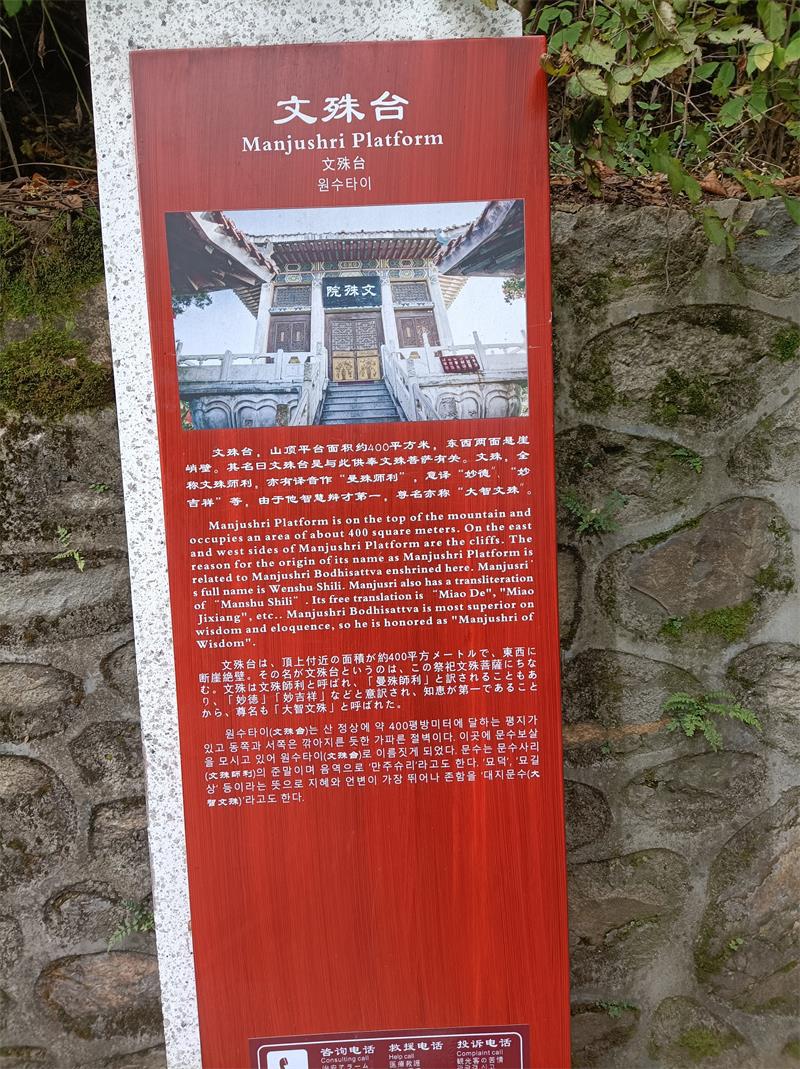 文殊台
Manjushri Platform
文殊台
원수타이
院殊文
文殊台，山顶平台面积约400平方米，东西两面悬崖
峭壁。其名曰文殊台是与此供奉文殊菩萨有关。文殊，全
称文殊师利，亦有译音作“曼殊师利”，意译“妙德”、“妙
吉祥”等，由于他智慧辩才第一，尊名亦称“大智文殊”。
Manjushri Platform is on the top of the mountain and
occupies an area of about 400 square meters. On the east
and west sides of Manjushri Platform are the cliffs. The
reason for the origin of its name as Manjushri Platform is
related to Manjushri Bodhisattva enshrined here. Manjusri'
s full name is Wenshu Shili. Manjusri also has a transliteration
of “Manshu Shili”. Its free translation is “Miao De", "Miao
Jixiang", etc.. Manjushri Bodhisattva is most superior on
wisdom and eloquence, so he is honored as "Manjushri of
Wisdom".
文殊台は、頂上付近の面積が約400平方メートルで、東西に
断崖絶壁。その名が文殊台というのは、この祭祀文殊菩薩にちな
む。文殊は文殊師利と呼ばれ、「曼殊師利」と訳されることもあ
り、「妙徳」「妙吉祥」などと意訳され、知恵が第一であること
から、尊名も「大智文殊」と呼ばれた。
원수타이(文殊台)는 산 정상에 약 400평방미터에 달하는 평지가
있고 동쪽과 서쪽은 깎아지른 듯한 가파른 절벽이다. 이곳에 문수보살
을 모시고 있어 원수타이(文殊台)로 이름짓게 되었다. 문수는 문수사리
(文殊師利)의 준말이며 음역으로 '만주슈리'라고도 한다. '묘덕', '묘길
상' 등이라는 뜻으로 지혜와 언변이 가장 뛰어나 존함을 '대지문수(大
智文殊)'라고도 한다.
咨询电话 救援电话 投诉电话
Consulting call Help call Complaint call
医療救護 観光客の苦情